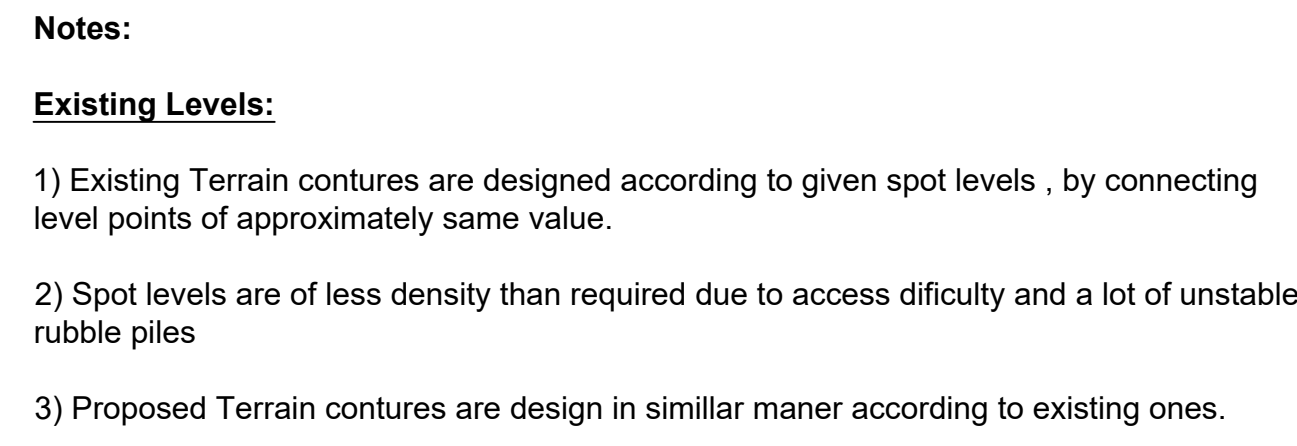 Notes:
Existing Levels:
1) Existing Terrain contures are designed according to given spot levels , by connecting
level points of approximately same value.
2) Spot levels are of less density than required due to access dificulty and a lot of unstable
rubble piles
3) Proposed Terrain contures are design in simillar maner according to existing ones.